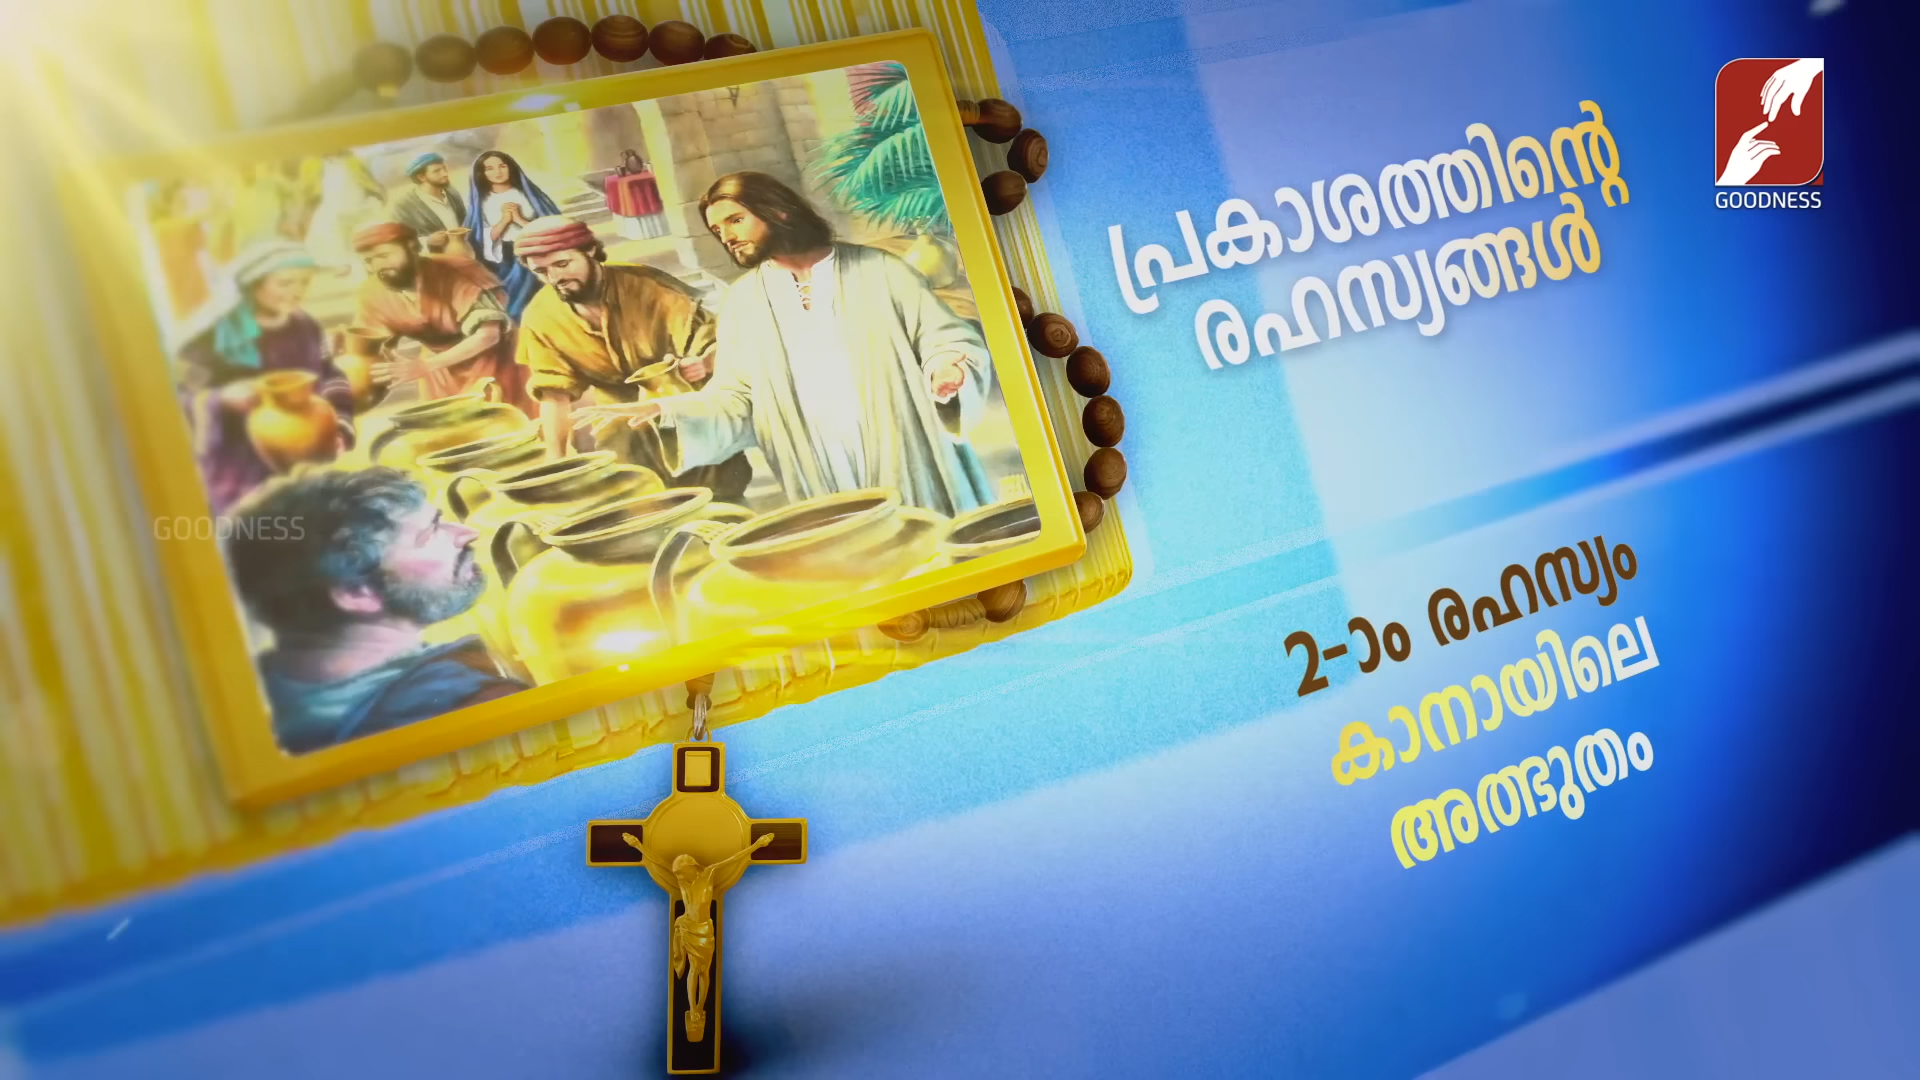 പ്രകാശത്തിന്റെ
രഹസ്യങ്ങൾ
GOODNESS
2-ാം രഹസ്യം
കാനായിലെ
അത്ഭുതം
GOODNESS